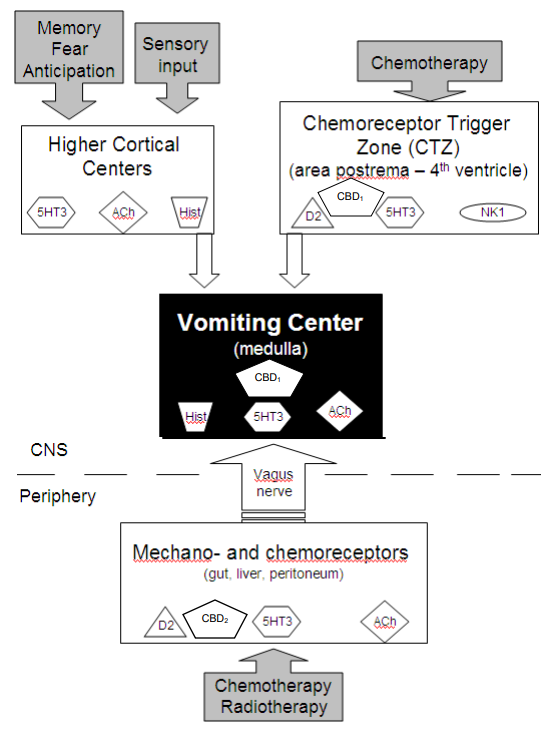 Memory
Fear
Anticipation
Sensory
input
Chemotherapy
Higher Cortical
Centers
5HT3
ACh
Hist
Chemoreceptor Trigger
Zone (CTZ)
(area postrema – 4th ventricle)
D2
CBD₁
5HT3
NK1
Vomiting Center
(medulla)
CBD₁
Hist
5HT3
ACh
CNS
Periphery
Vagus
nerve
Mechano- and chemoreceptors
(gut, liver, peritoneum)
D2
CBD₂
5HT3
ACh
Chemotherapy
Radiotherapy